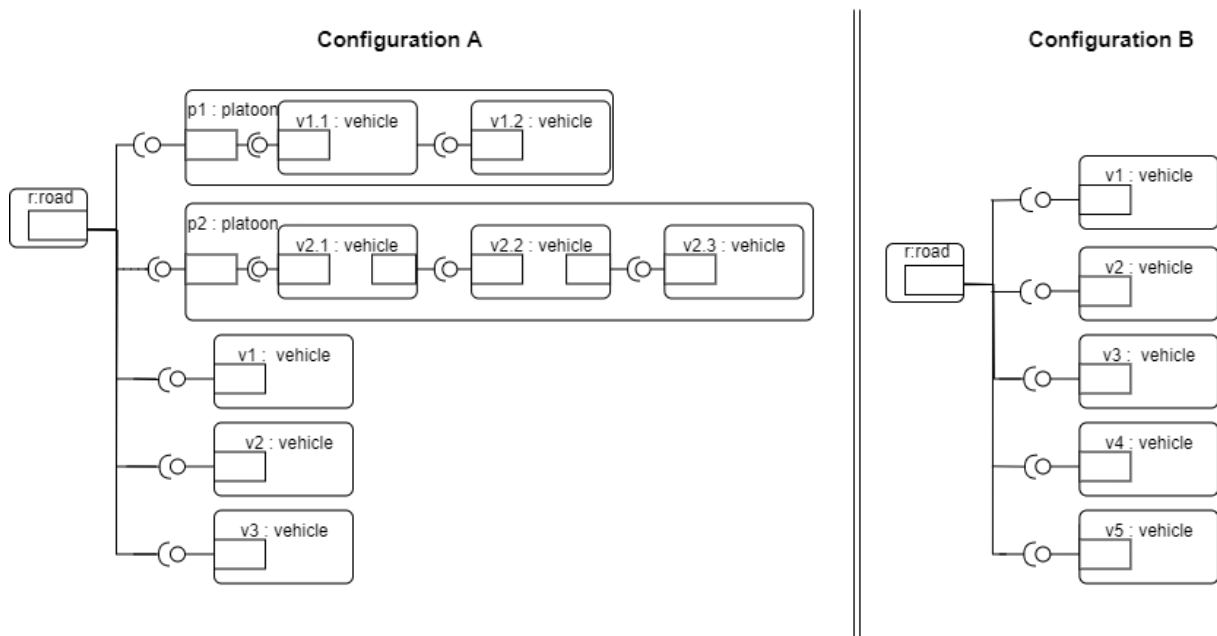 Configuration A
Configuration B
p1 : platoon
v1.1 : vehicle
v1.2 : vehicle
r:road
p2 : platoon
v2.1 : vehicle
v2.2 : vehicle
v2.3 : vehicle
v1 :  vehicle
v2 : vehicle
v3 : vehicle
r:road
v1 : vehicle
v2 : vehicle
v3 : vehicle
v4 : vehicle
v5 : vehicle